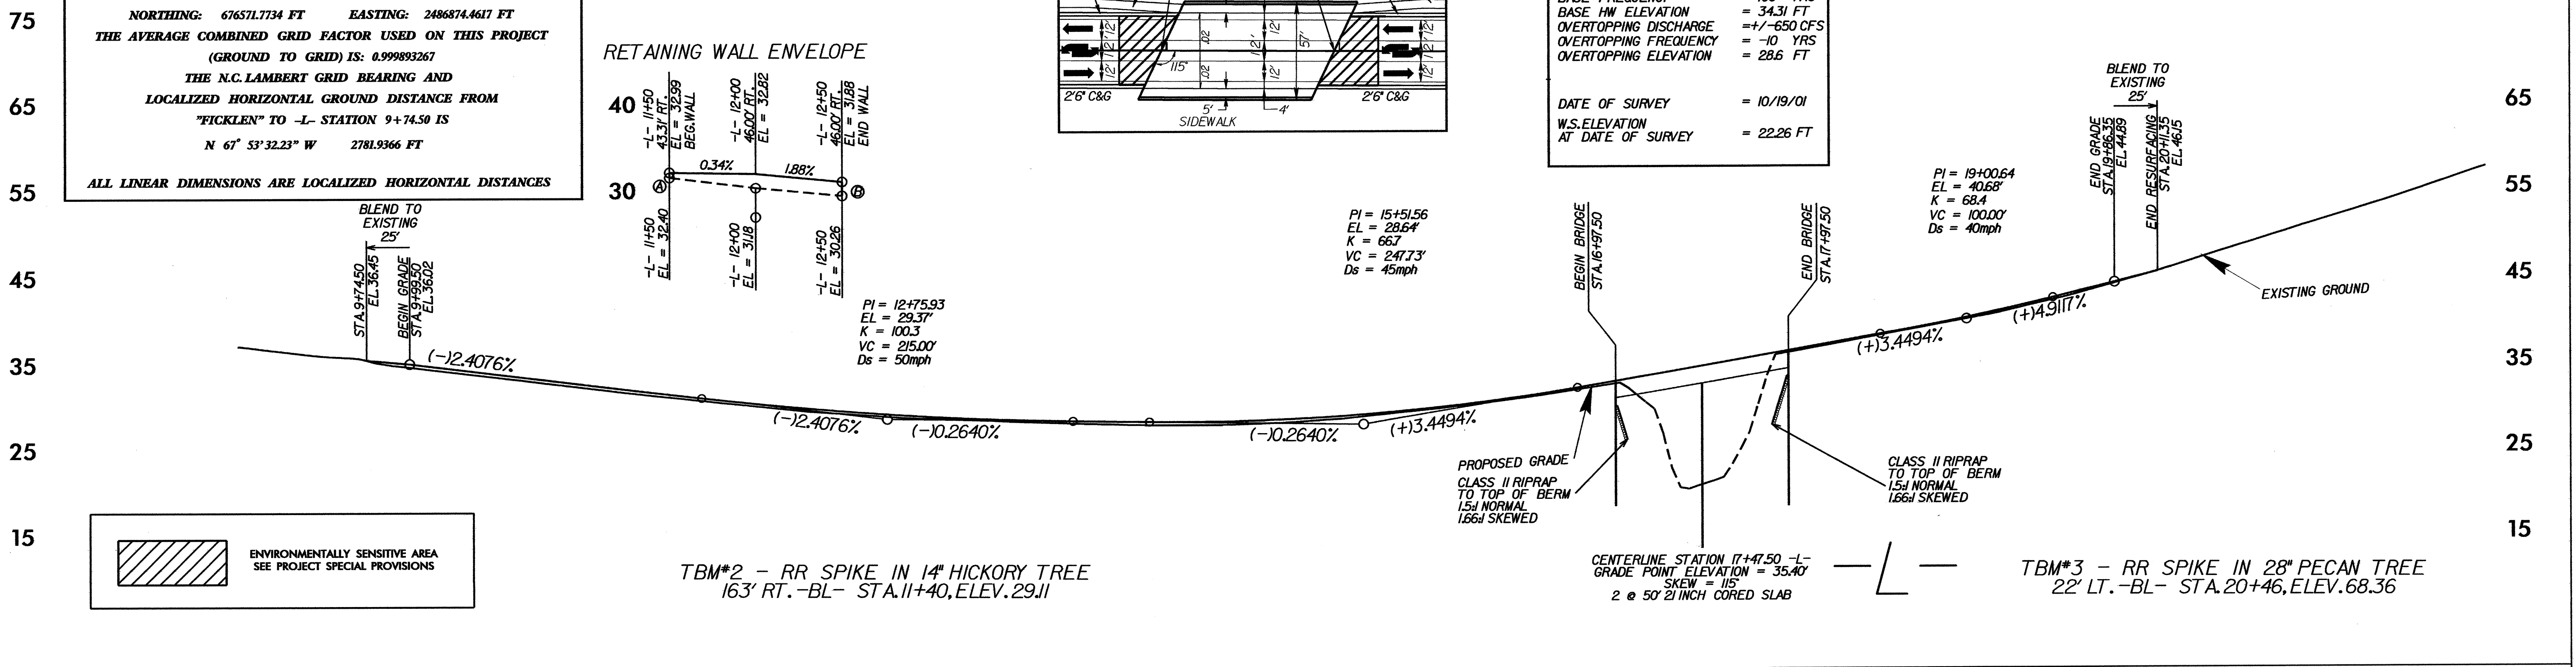 75
65
55
45
35
25
15
NORTHING: 676571.7734 FT EASTING: 2486874.4617 FT
THE AVERAGE COMBINED GRID FACTOR USED ON THIS PROJECT
(GROUND TO GRID) IS: 0.999893267
THE N.C. LAMBERT GRID BEARING AND
LOCALIZED HORIZONTAL GROUND DISTANCE FROM
"FICKLEN" TO -L- STATION 9+74.50 IS
N 67° 53' 32.23" W 2781.9366 FT
ALL LINEAR DIMENSIONS ARE LOCALIZED HORIZONTAL DISTANCES
BLEND TO
EXISTING
25'
STA. 9+74.50
EL. 36.45
BEGIN GRADE
STA. 9+99.50
EL. 36.02
(-)2.4076%
RETAINING WALL ENVELOPE
40
30
-L- 11+50
43.31' RT.
EL = 32.99
BEG. WALL
-L- 12+00
46.00' RT.
EL = 32.82
-L- 12+50
46.00' RT.
EL = 31.88
END WALL
0.34%
1.88%
A
B
-L- 11+50
EL = 32.40
-L- 12+00
EL = 31.18
-L- 12+50
EL = 30.26
PI = 12+75.93
EL = 29.37'
K = 100.3
VC = 215.00'
Ds = 50mph
(-)2.4076%
(-)0.2640%
12'
12'
12'
115°
.02
.02
12'
12'
12'
57'
12'
12'
12'
2'6" C&G
2'6" C&G
5'
4'
SIDEWALK
BASE HW ELEVATION = 34.31 FT
OVERTOPPING DISCHARGE =+/-650 CFS
OVERTOPPING FREQUENCY = -10 YRS
OVERTOPPING ELEVATION = 28.6 FT
DATE OF SURVEY = 10/19/01
W.S. ELEVATION
AT DATE OF SURVEY = 22.26 FT
PI = 15+51.56
EL = 28.64'
K = 66.7
VC = 247.73'
Ds = 45mph
(-)0.2640%
(+)3.4494%
BEGIN BRIDGE
STA. 16+97.50
END BRIDGE
STA. 17+97.50
PROPOSED GRADE
CLASS II RIPRAP
TO TOP OF BERM
1.5:1 NORMAL
1.66:1 SKEWED
CLASS II RIPRAP
TO TOP OF BERM
1.5:1 NORMAL
1.66:1 SKEWED
PI = 19+00.64
EL = 40.68'
K = 68.4
VC = 100.00'
Ds = 40mph
(+)3.4494%
(+)4.9117%
BLEND TO
EXISTING
25'
END GRADE
STA. 19+86.35
EL. 44.89
END RESURFACING
STA. 20+11.35
EL. 46.15
EXISTING GROUND
65
55
45
35
25
15
ENVIRONMENTALLY SENSITIVE AREA
SEE PROJECT SPECIAL PROVISIONS
TBM#2 - RR SPIKE IN 14" HICKORY TREE
163' RT. -BL- STA. 11+40, ELEV. 29.11
CENTERLINE STATION 17+47.50 -L-
GRADE POINT ELEVATION = 35.40'
SKEW = 115°
2 @ 50' 21 INCH CORED SLAB
L
TBM#3 - RR SPIKE IN 28" PECAN TREE
22' LT. -BL- STA. 20+46, ELEV. 68.36